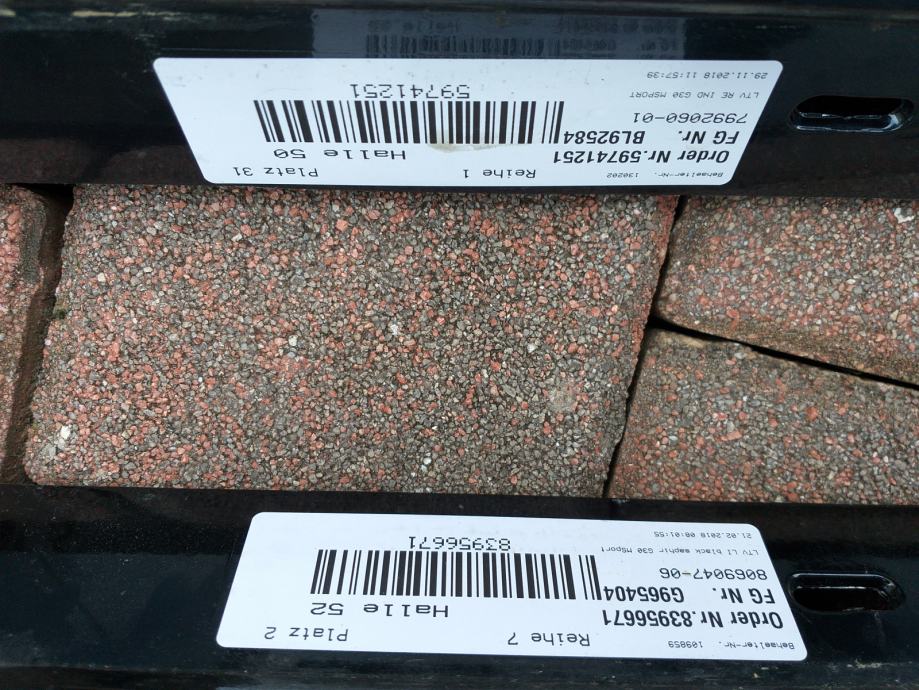 Behaelter-Nr. 109859
Order Nr.83956671
FG Nr. G965404
8069047-06
LTV LI black saphir G30 MSport
21.02.2018 08:01:55
Reihe 7
Platz 2
Halle 52
83956671
Behaelter-Nr. 130202
Order Nr.59741251
FG Nr. BL92584
7992060-01
LTV RE IND G30 MSPORT
29.11.2018 11:57:39
Reihe 1
Platz 31
Halle 50
59741251